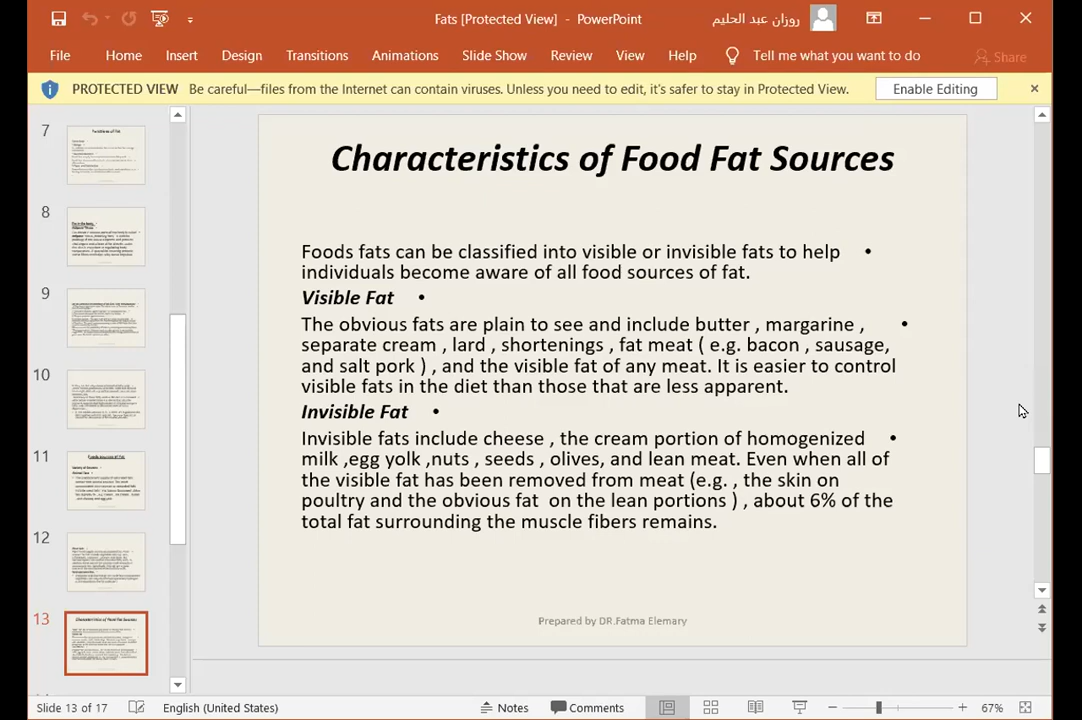 Fats [Protected View] - PowerPoint
روزان عبد الحليم
File Home Insert Design Transitions Animations Slide Show Review View Help Tell me what you want to do Share
PROTECTED VIEW Be careful—files from the Internet can contain viruses. Unless you need to edit, it's safer to stay in Protected View. Enable Editing
7
8
9
10
11
12
13
Characteristics of Food Fat Sources
Foods fats can be classified into visible or invisible fats to help •
individuals become aware of all food sources of fat.
Visible Fat •
The obvious fats are plain to see and include butter , margarine , •
separate cream , lard , shortenings , fat meat ( e.g. bacon , sausage,
and salt pork ) , and the visible fat of any meat. It is easier to control
visible fats in the diet than those that are less apparent.
Invisible Fat •
Invisible fats include cheese , the cream portion of homogenized •
milk ,egg yolk ,nuts , seeds , olives, and lean meat. Even when all of
the visible fat has been removed from meat (e.g. , the skin on
poultry and the obvious fat on the lean portions ) , about 6% of the
total fat surrounding the muscle fibers remains.
Prepared by DR.Fatma Elemary
Slide 13 of 17 English (United States) Notes Comments 67%